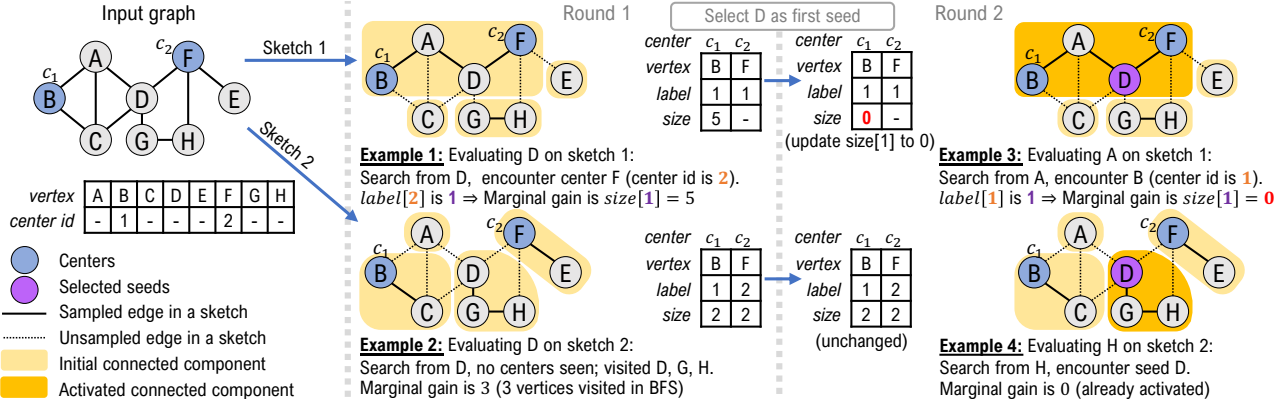 Input graph
A
c2
F
c1
B
D
E
C
G
H
vertex A B C D E F G H
center id - 1 - - - 2 - -
Centers
Selected seeds
Sampled edge in a sketch
Unsampled edge in a sketch
Initial connected component
Activated connected component
Sketch 1
Sketch 2
Round 1
Select D as first seed
Round 2
A
c2
F
c1
B
D
E
C
G
H
center c1 c2
vertex B F
label 1 1
size 5 -
center c1 c2
vertex B F
label 1 1
size 0 -
(update size[1] to 0)
Example 1: Evaluating D on sketch 1:
Search from D, encounter center F (center id is 2).
label[2] is 1 ⇒ Marginal gain is size[1] = 5
A
c2
F
c1
B
D
E
C
G
H
Example 3: Evaluating A on sketch 1:
Search from A, encounter B (center id is 1).
label[1] is 1 ⇒ Marginal gain is size[1] = 0
A
c2
F
c1
B
D
E
C
G
H
center c1 c2
vertex B F
label 1 2
size 2 2
center c1 c2
vertex B F
label 1 2
size 2 2
(unchanged)
Example 2: Evaluating D on sketch 2:
Search from D, no centers seen; visited D, G, H.
Marginal gain is 3 (3 vertices visited in BFS)
A
c2
F
c1
B
D
E
C
G
H
Example 4: Evaluating H on sketch 2:
Search from H, encounter seed D.
Marginal gain is 0 (already activated)